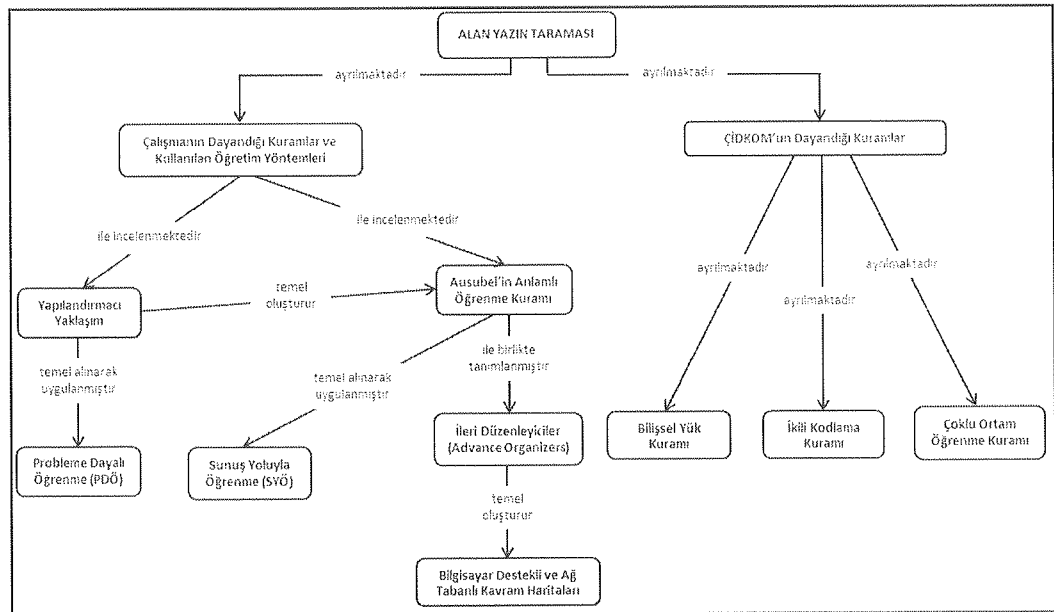 ALAN YAZIN TARAMASI
ayrılmaktadır
ayrılmaktadır
Çalışmanın Dayandığı Kuramlar ve
Kullanılan Öğretim Yöntemleri
ÇİDKOM'un Dayandığı Kuramlar
ile incelenmektedir
ile incelenmektedir
ayrılmaktadır
ayrılmaktadır
ayrılmaktadır
Yapılandırmacı
Yaklaşım
temel
oluşturur
Ausubel'in Anlamlı
Öğrenme Kuramı
temel alınarak
uygulanmıştır
temel alınarak
uygulanmıştır
ile birlikte
tanımlanmıştır
Probleme Dayalı
Öğrenme (PDÖ)
Sunuş Yoluyla
Öğrenme (SYÖ)
İleri Düzenleyiciler
(Advance Organizers)
Bilişsel Yük
Kuramı
İkili Kodlama
Kuramı
Çoklu Ortam
Öğrenme Kuramı
temel
oluşturur
Bilgisayar Destekli ve Ağ
Tabanlı Kavram Haritaları